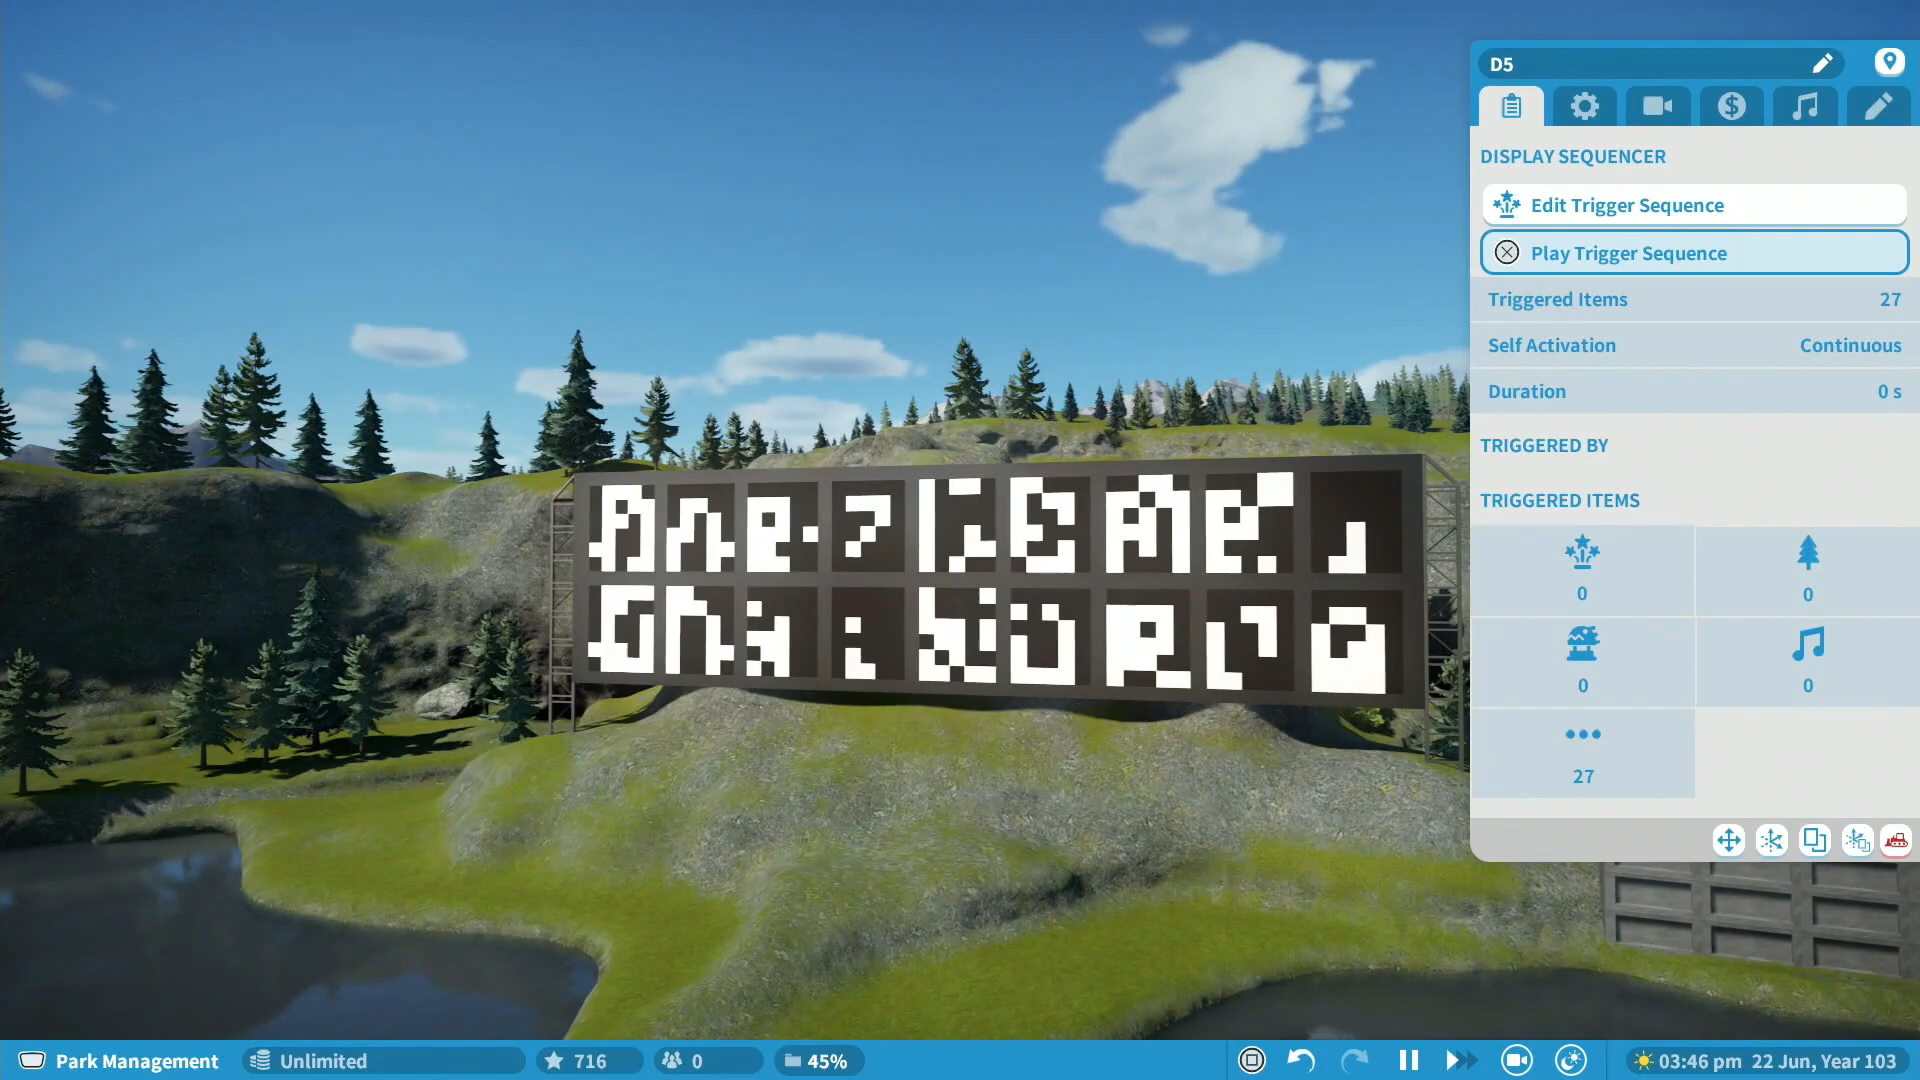 D5
DISPLAY SEQUENCER
Edit Trigger Sequence
Play Trigger Sequence
Triggered Items 27
Self Activation Continuous
Duration 0 s
TRIGGERED BY
TRIGGERED ITEMS
0 0
0 0
27
Park Management Unlimited 716 0 45% 03:46 pm 22 Jun, Year 103